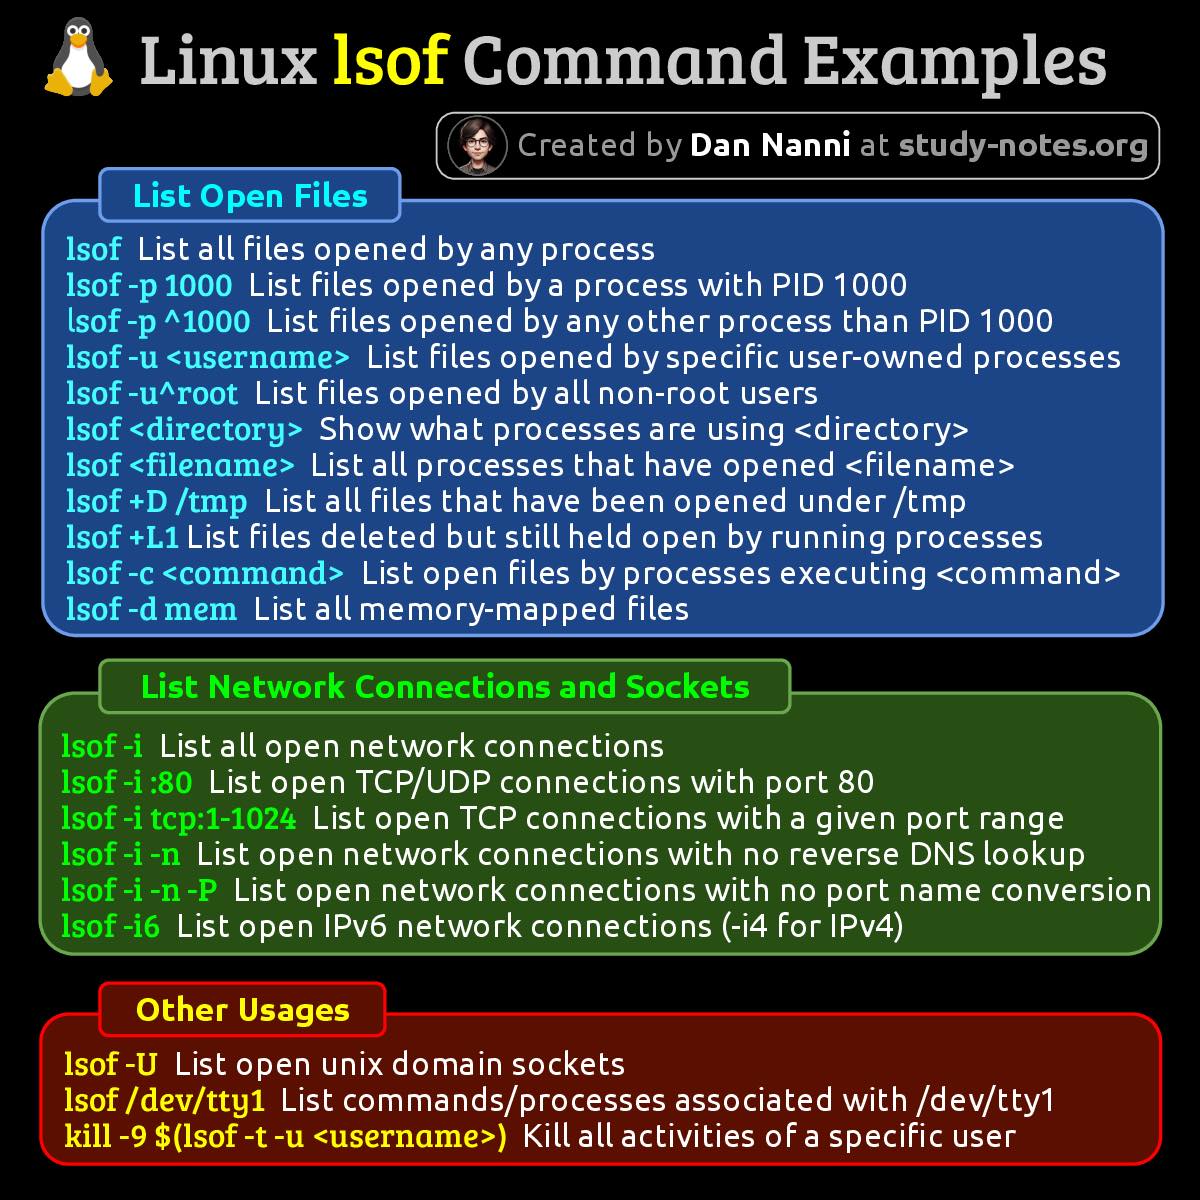 Linux lsof Command Examples
Created by Dan Nanni at study-notes.org
List Open Files
lsof List all files opened by any process
lsof -p 1000 List files opened by a process with PID 1000
lsof -p ^1000 List files opened by any other process than PID 1000
lsof -u <username> List files opened by specific user-owned processes
lsof -u^root List files opened by all non-root users
lsof <directory> Show what processes are using <directory>
lsof <filename> List all processes that have opened <filename>
lsof +D /tmp List all files that have been opened under /tmp
lsof +L1 List files deleted but still held open by running processes
lsof -c <command> List open files by processes executing <command>
lsof -d mem List all memory-mapped files
List Network Connections and Sockets
lsof -i List all open network connections
lsof -i :80 List open TCP/UDP connections with port 80
lsof -i tcp:1-1024 List open TCP connections with a given port range
lsof -i -n List open network connections with no reverse DNS lookup
lsof -i -n -P List open network connections with no port name conversion
lsof -i6 List open IPv6 network connections (-i4 for IPv4)
Other Usages
lsof -U List open unix domain sockets
lsof /dev/tty1 List commands/processes associated with /dev/tty1
kill -9 $(lsof -t -u <username>) Kill all activities of a specific user